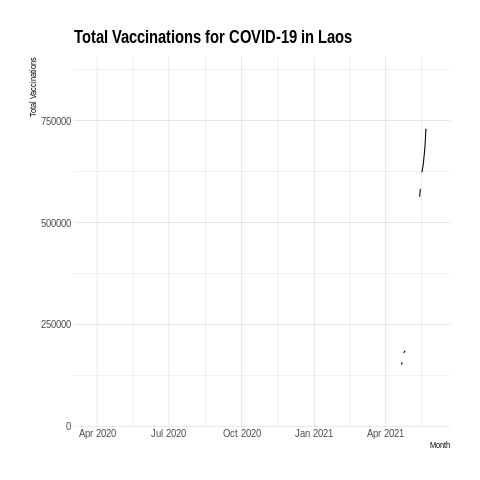 Total Vaccinations for COVID-19 in Laos
Total Vaccinations
750000
500000
250000
0
Apr 2020 Jul 2020 Oct 2020 Jan 2021 Apr 2021
Month